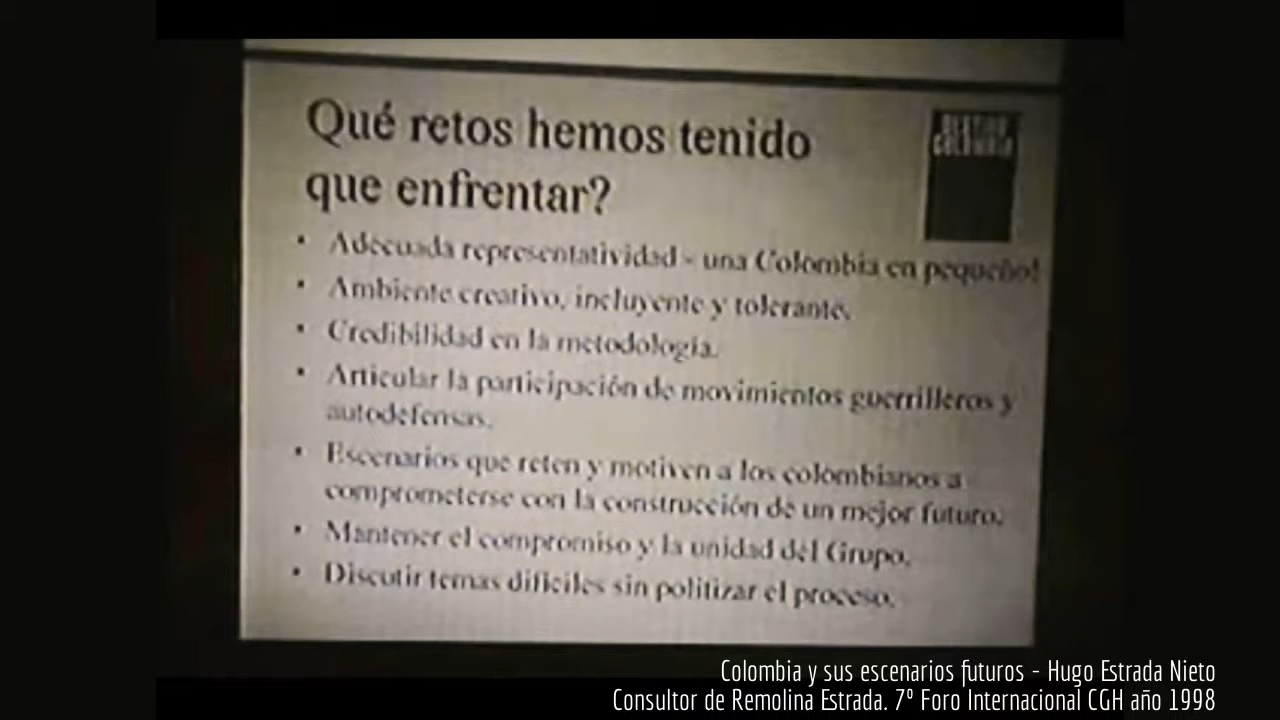 Qué retos hemos tenido
que enfrentar?
DESTINO
COLOMBIA
• Adecuada representatividad - una Colombia en pequeño!
• Ambiente creativo, incluyente y tolerante.
• Credibilidad en la metodología.
• Articular la participación de movimientos guerrilleros y
autodefensas.
• Escenarios que reten y motiven a los colombianos a
comprometerse con la construcción de un mejor futuro.
• Mantener el compromiso y la unidad del Grupo.
• Discutir temas difíciles sin politizar el proceso.
Colombia y sus escenarios futuros - Hugo Estrada Nieto
Consultor de Remolina Estrada. 7º Foro Internacional CGH año 1998